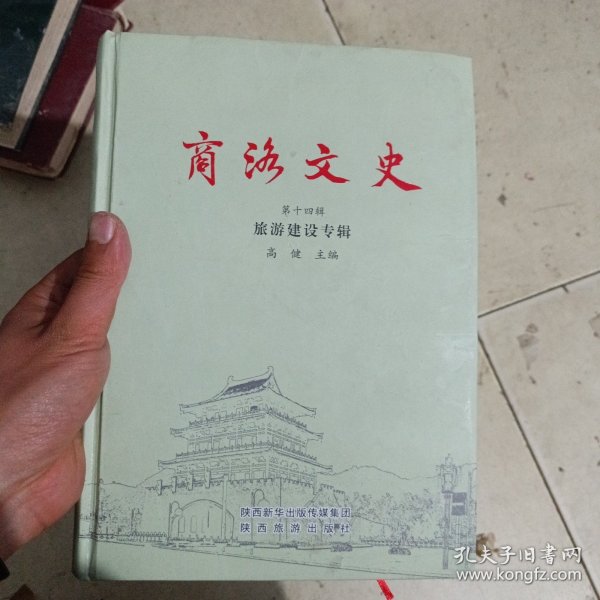 商洛文史
第十四辑
旅游建设专辑
高 健 主编
陕西新华出版传媒集团
陕西旅游出版社
孔夫子旧书网
www.kongfz.com